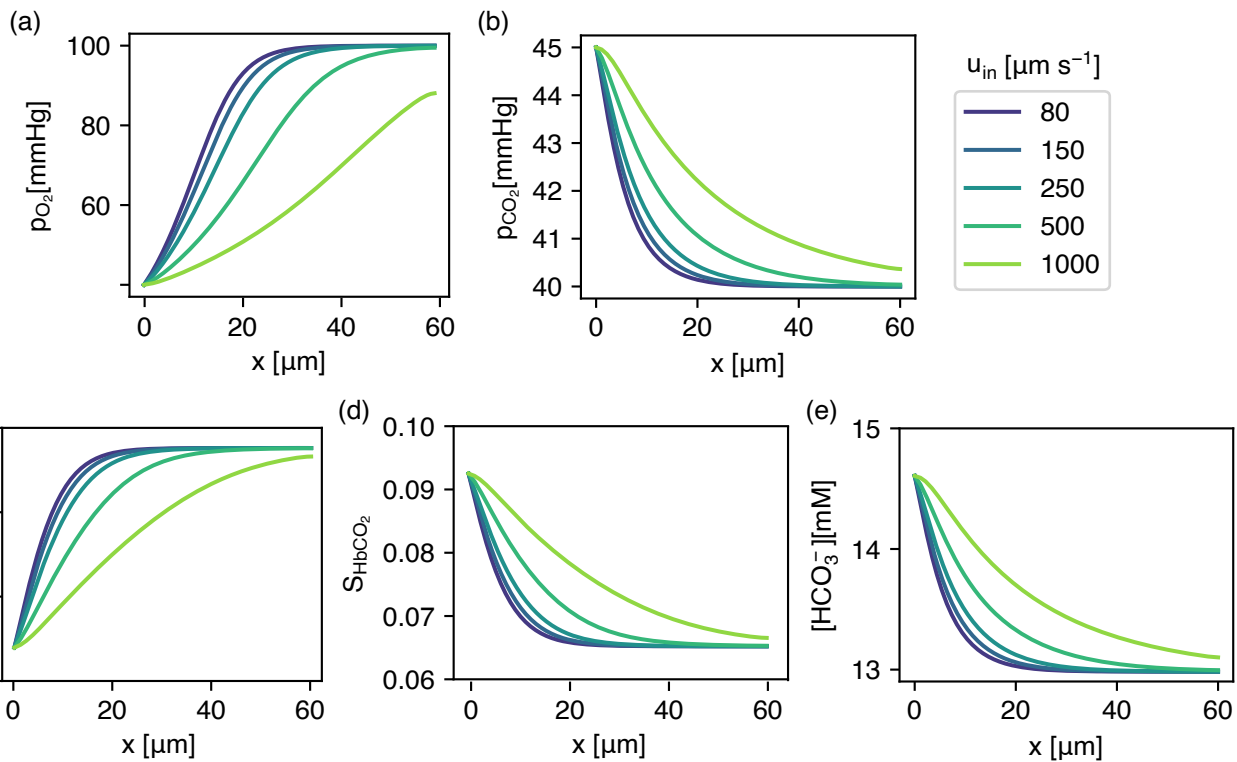 (a)
100
80
60
p_O₂[mmHg]
0 20 40 60
x [µm]
(b)
45
44
43
42
41
40
p_CO₂[mmHg]
0 20 40 60
x [µm]
u_in [µm s⁻¹]
80
150
250
500
1000
0 20 40 60
x [µm]
(d)
0.10
0.09
0.08
0.07
0.06
S_HbCO₂
0 20 40 60
x [µm]
(e)
15
14
13
[HCO₃⁻][mM]
0 20 40 60
x [µm]